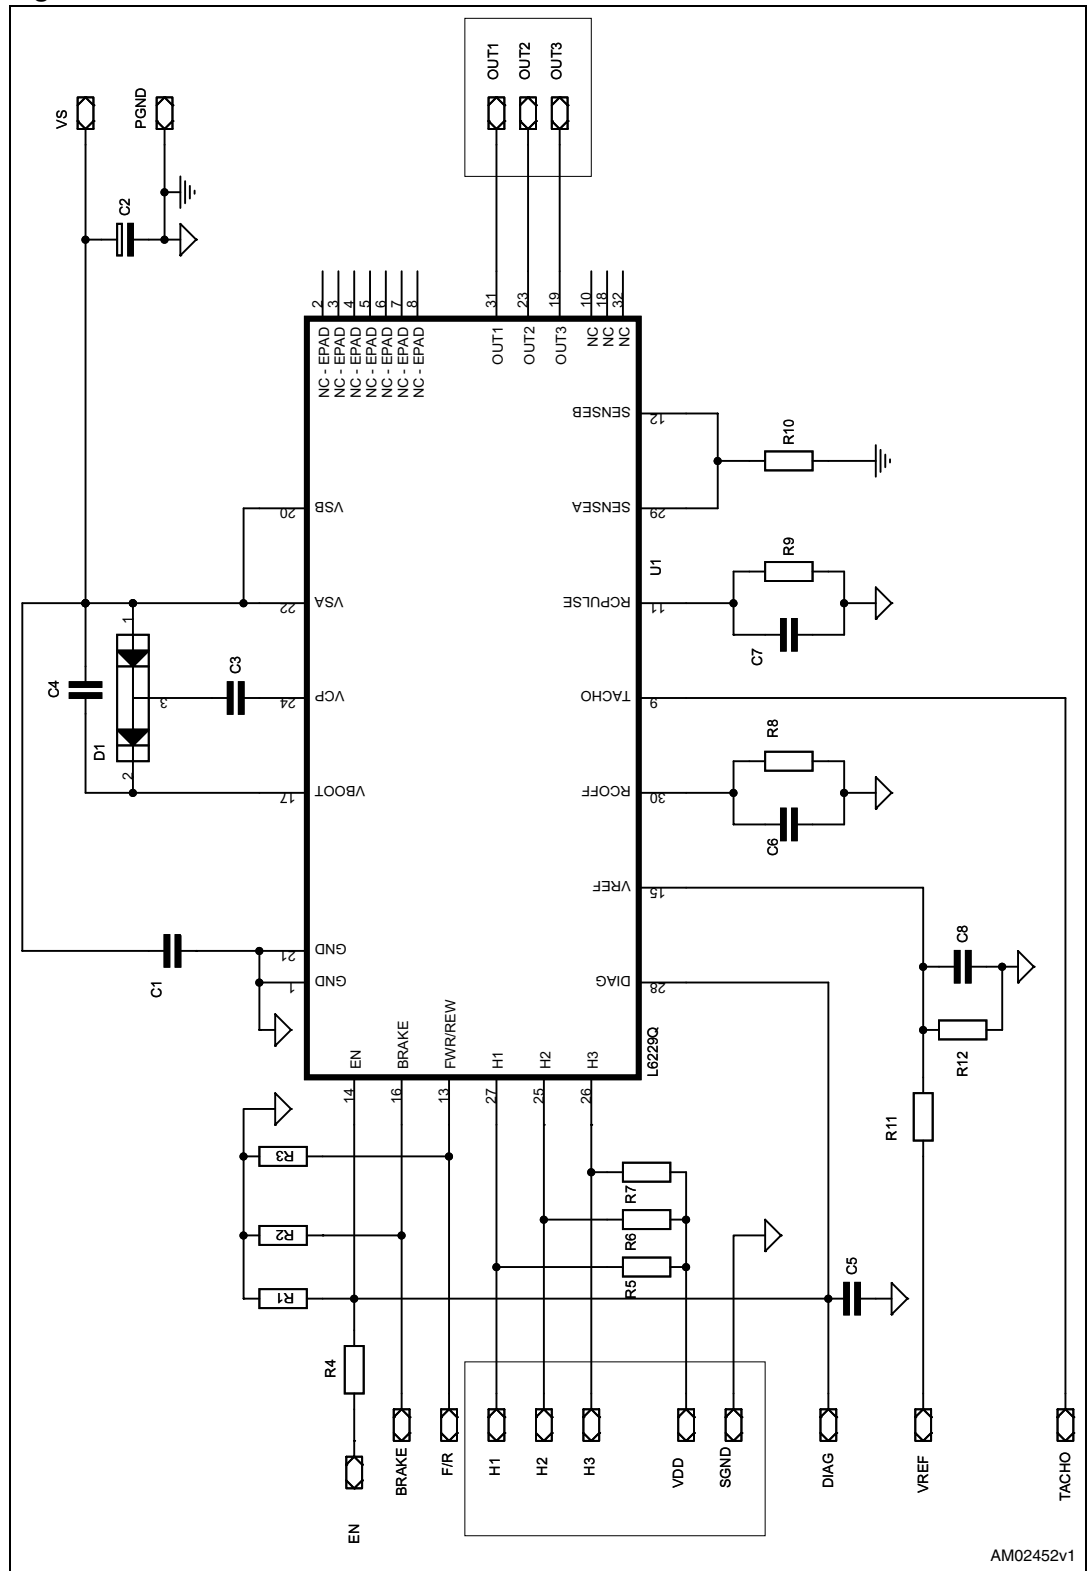 VS
PGND
C2
OUT1
OUT2
OUT3
2
3
4
5
6
7
8
31
23
19
10
18
32
NC - EPAD
NC - EPAD
NC - EPAD
NC - EPAD
NC - EPAD
NC - EPAD
NC - EPAD
OUT1
OUT2
OUT3
NC
NC
NC
SENSEB
12
R10
20
VSB
SENSEA
29
U1
R9
22
VSA
RCPULSE
11
C7
C4
D1
1
3
2
C3
24
VCP
TACHO
9
R8
17
VBOOT
RCOFF
30
C6
VREF
15
C1
21
GND
1
GND
DIAG
28
C8
R12
R11
EN
BRAKE
FWR/REW
H1
H2
H3
L6229Q
14
16
13
27
25
26
R3
R2
R1
R7
R6
R5
C5
R4
EN
BRAKE
F/R
H1
H2
H3
VDD
SGND
DIAG
VREF
TACHO
AM02452v1